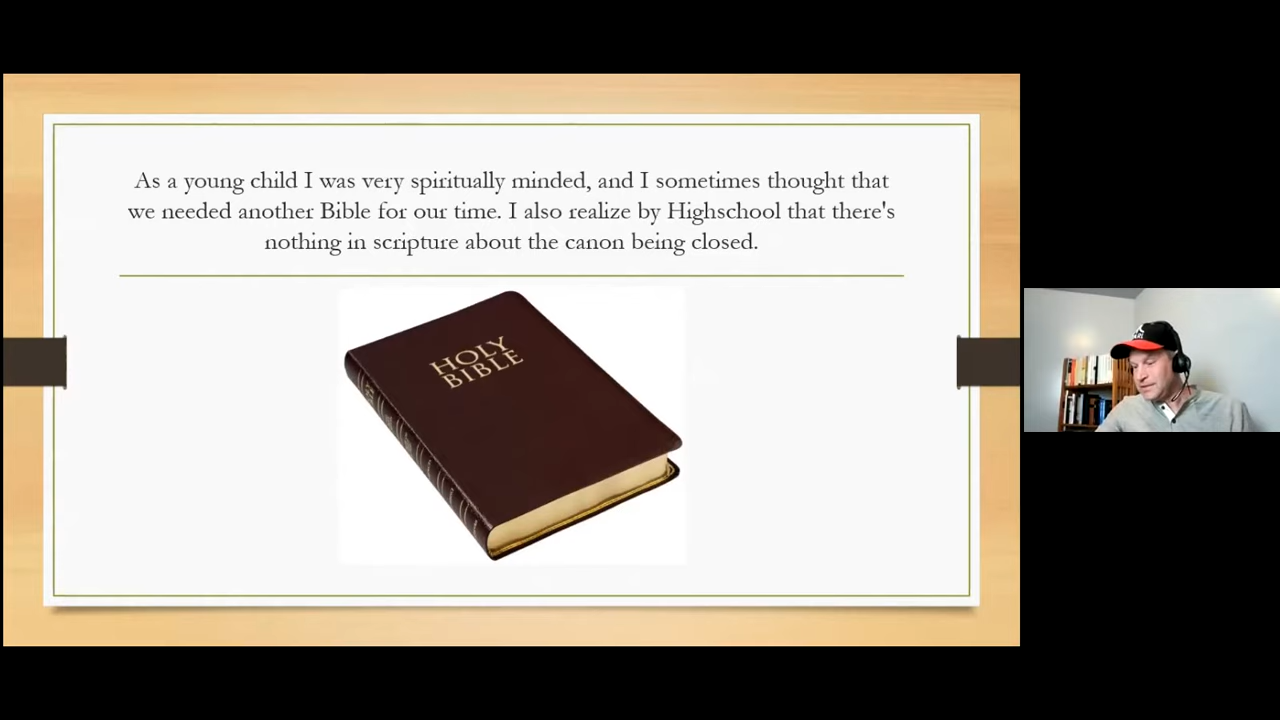 As a young child I was very spiritually minded, and I sometimes thought that
we needed another Bible for our time. I also realize by Highschool that there's
nothing in scripture about the canon being closed.
HOLY
BIBLE